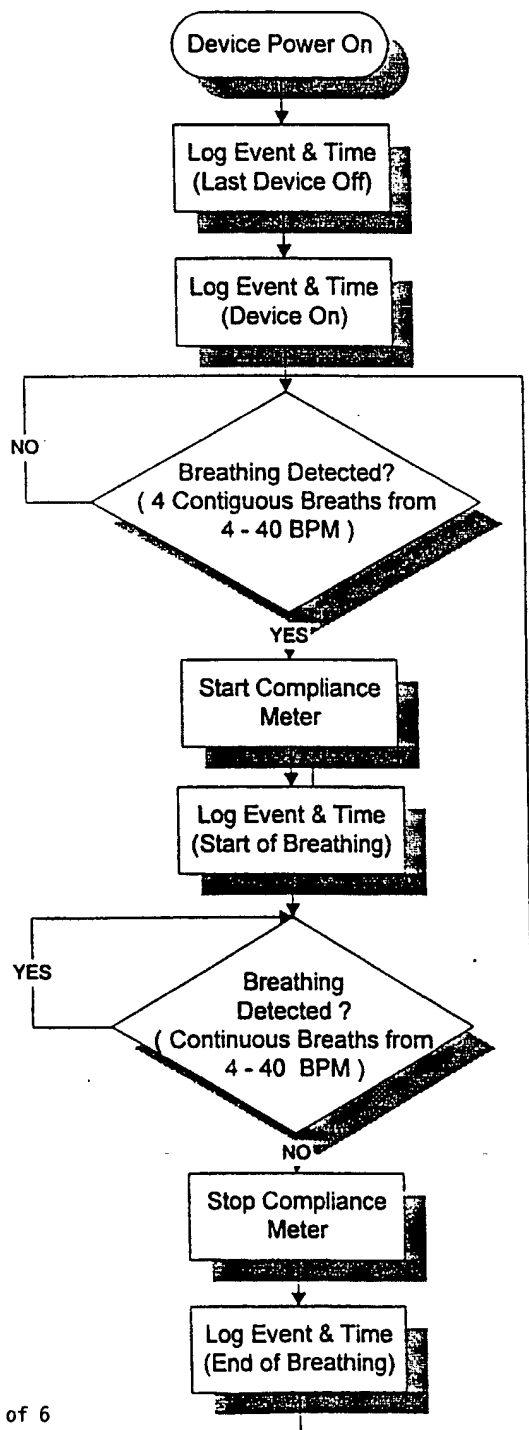 Device Power On
Log Event & Time
(Last Device Off)
Log Event & Time
(Device On)
NO
Breathing Detected?
( 4 Contiguous Breaths from
4 - 40 BPM )
YES
Start Compliance
Meter
Log Event & Time
(Start of Breathing)
YES
Breathing
Detected ?
( Continuous Breaths from
4 - 40 BPM )
NO
Stop Compliance
Meter
Log Event & Time
(End of Breathing)
of 6